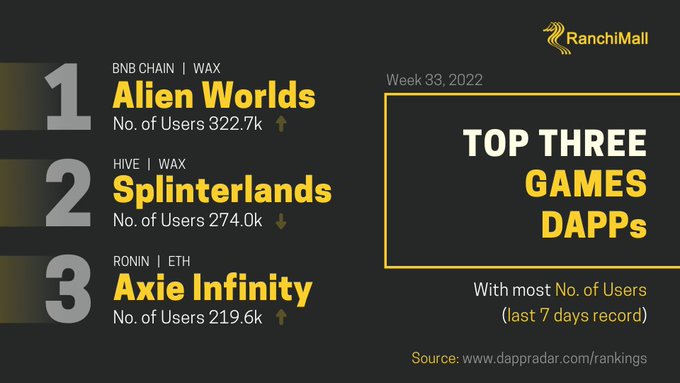 RanchiMall
Week 33, 2022
TOP THREE
GAMES
DAPPs
With most No. of Users
(last 7 days record)
Source: www.dappradar.com/rankings
1
BNB CHAIN | WAX
Alien Worlds
No. of Users 322.7k
2
HIVE | WAX
Splinterlands
No. of Users 274.0k
3
RONIN | ETH
Axie Infinity
No. of Users 219.6k